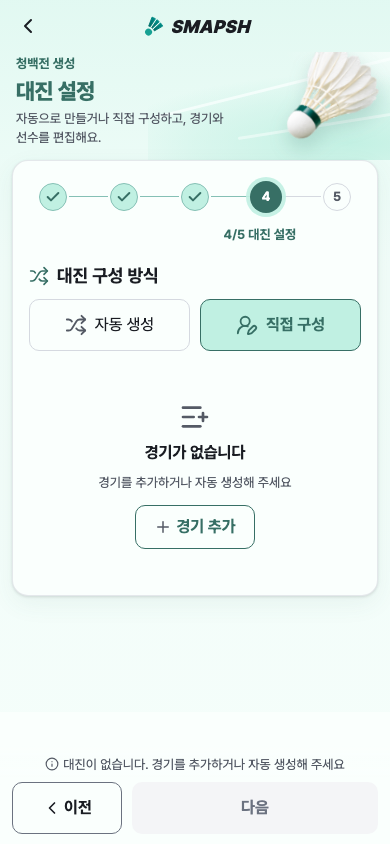 SMAPSH
청백전 생성
대진 설정
자동으로 만들거나 직접 구성하고, 경기와
선수를 편집해요.
4
5
4/5 대진 설정
대진 구성 방식
자동 생성
직접 구성
경기가 없습니다
경기를 추가하거나 자동 생성해 주세요
경기 추가
대진이 없습니다. 경기를 추가하거나 자동 생성해 주세요
이전
다음